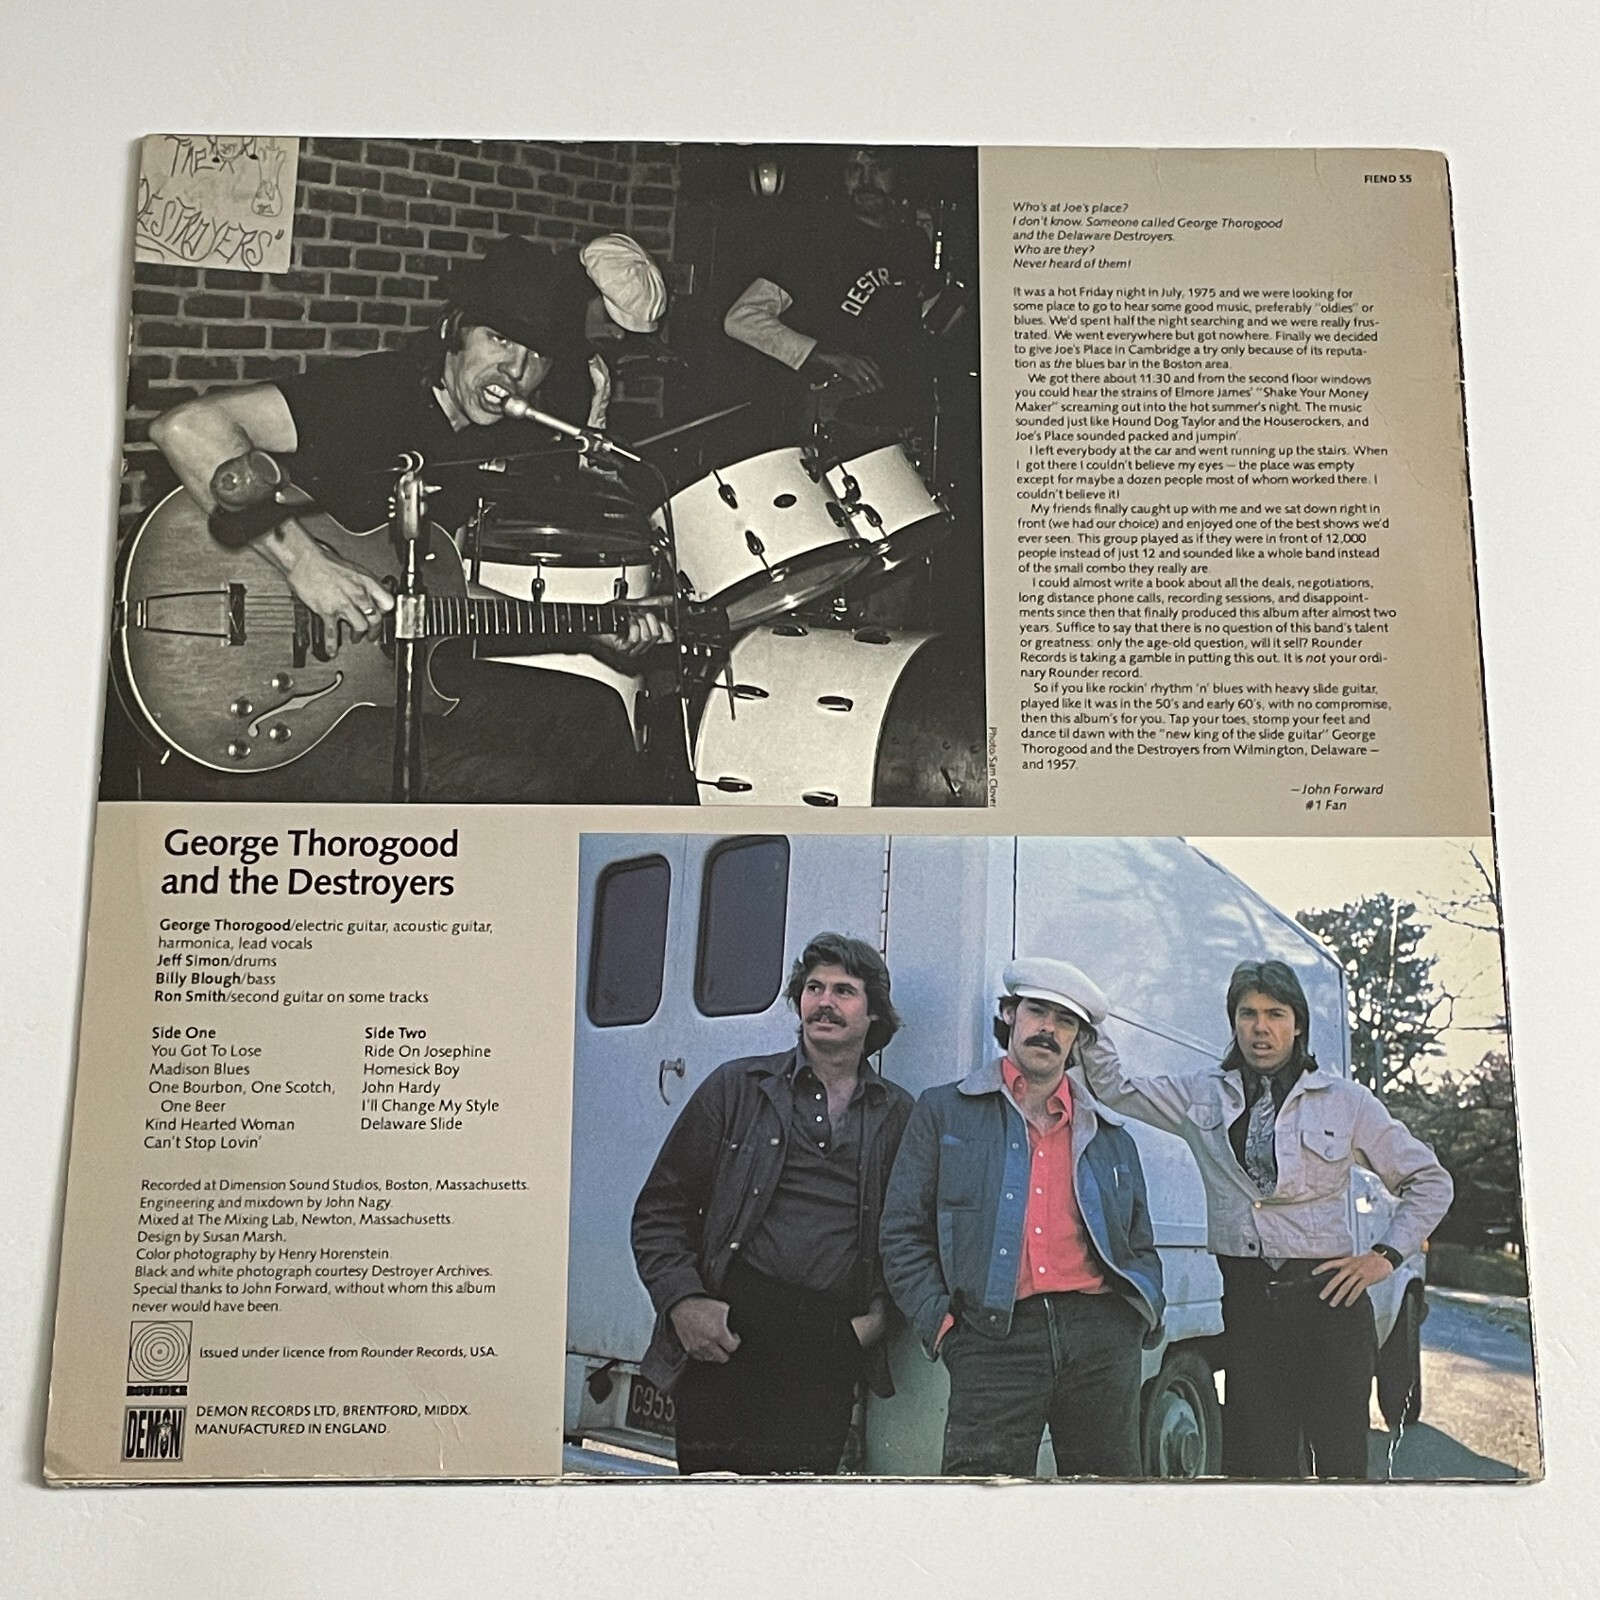 The
Destroyers"
DESTR
FIEND 55
Who's at Joe's place?
I don't know. Someone called George Thorogood
and the Delaware Destroyers.
Who are they?
Never heard of them!
It was a hot Friday night in July, 1975 and we were looking for
some place to go to hear some good music, preferably "oldies" or
blues. We'd spent half the night searching and we were really frus-
trated. We went everywhere but got nowhere. Finally we decided
to give Joe's Place in Cambridge a try only because of its reputa-
tion as the blues bar in the Boston area.
We got there about 11:30 and from the second floor windows
you could hear the strains of Elmore James' "Shake Your Money
Maker" screaming out into the hot summer's night. The music
sounded just like Hound Dog Taylor and the Houserockers, and
Joe's Place sounded packed and jumpin'.
I left everybody at the car and went running up the stairs. When
I got there I couldn't believe my eyes — the place was empty
except for maybe a dozen people most of whom worked there. I
couldn't believe it!
My friends finally caught up with me and we sat down right in
front (we had our choice) and enjoyed one of the best shows we'd
ever seen. This group played as if they were in front of 12,000
people instead of just 12 and sounded like a whole band instead
of the small combo they really are.
I could almost write a book about all the deals, negotiations,
long distance phone calls, recording sessions, and disappoint-
ments since then that finally produced this album after almost two
years. Suffice to say that there is no question of this band's talent
or greatness: only the age-old question, will it sell? Rounder
Records is taking a gamble in putting this out. It is not your ordi-
nary Rounder record.
So if you like rockin' rhythm 'n' blues with heavy slide guitar,
played like it was in the 50's and early 60's, with no compromise,
then this album's for you. Tap your toes, stomp your feet and
dance til dawn with the "new king of the slide guitar" George
Thorogood and the Destroyers from Wilmington, Delaware —
and 1957.
—John Forward
#1 Fan
Photo: Sam Clover
George Thorogood
and the Destroyers
George Thorogood/electric guitar, acoustic guitar,
harmonica, lead vocals
Jeff Simon/drums
Billy Blough/bass
Ron Smith/second guitar on some tracks
Side One
You Got To Lose
Madison Blues
One Bourbon, One Scotch,
One Beer
Kind Hearted Woman
Can't Stop Lovin'
Side Two
Ride On Josephine
Homesick Boy
John Hardy
I'll Change My Style
Delaware Slide
Recorded at Dimension Sound Studios, Boston, Massachusetts.
Engineering and mixdown by John Nagy.
Mixed at The Mixing Lab, Newton, Massachusetts.
Design by Susan Marsh.
Color photography by Henry Horenstein.
Black and white photograph courtesy Destroyer Archives.
Special thanks to John Forward, without whom this album
never would have been.
Issued under licence from Rounder Records, USA.
ROUNDER
DEMON
DEMON RECORDS LTD, BRENTFORD, MIDDX.
MANUFACTURED IN ENGLAND.
C955